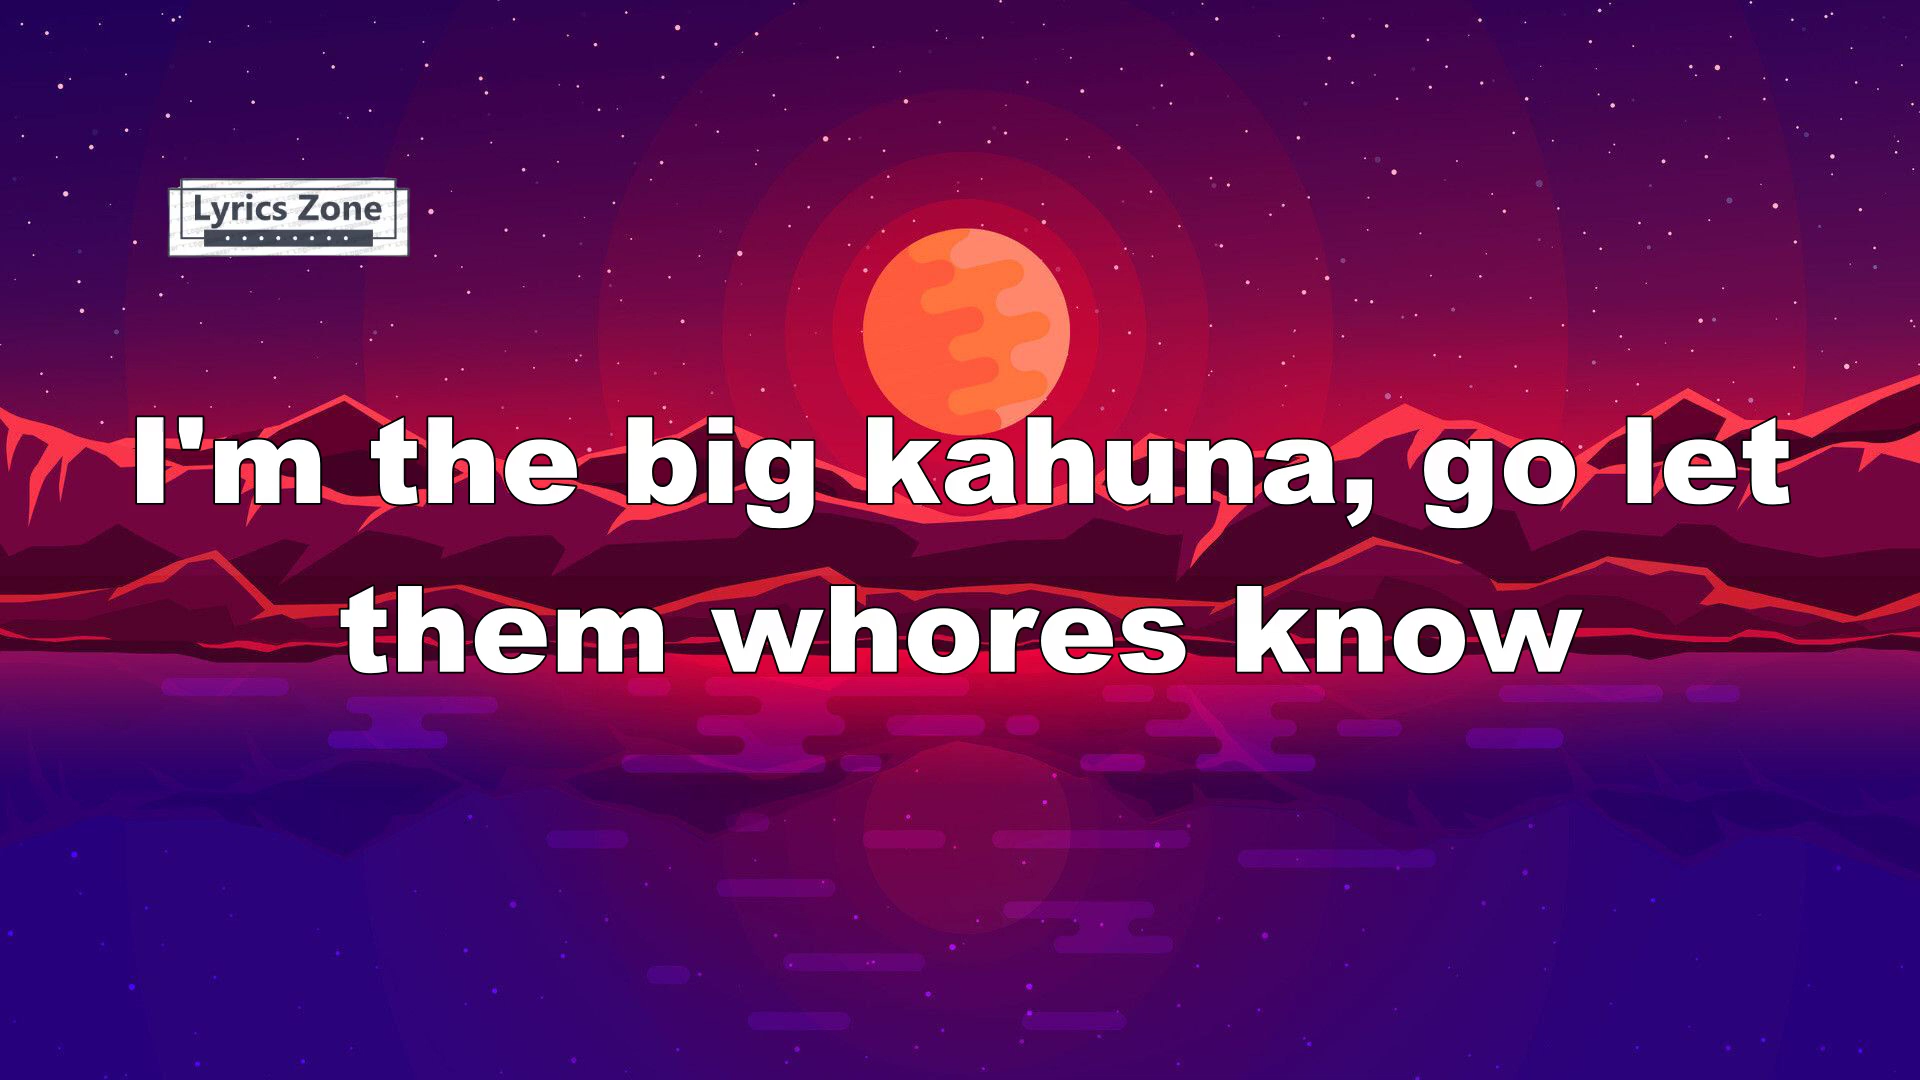 Lyrics Zone
I'm the big kahuna, go let
them whores know